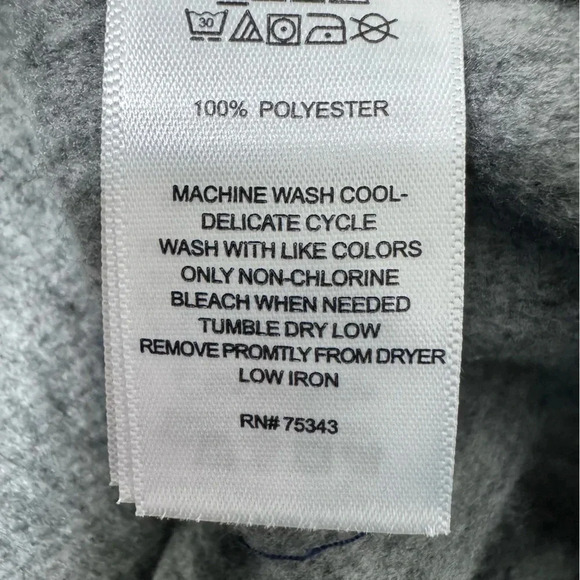 30
100% POLYESTER
MACHINE WASH COOL-
DELICATE CYCLE
WASH WITH LIKE COLORS
ONLY NON-CHLORINE
BLEACH WHEN NEEDED
TUMBLE DRY LOW
REMOVE PROMTLY FROM DRYER
LOW IRON
RN# 75343